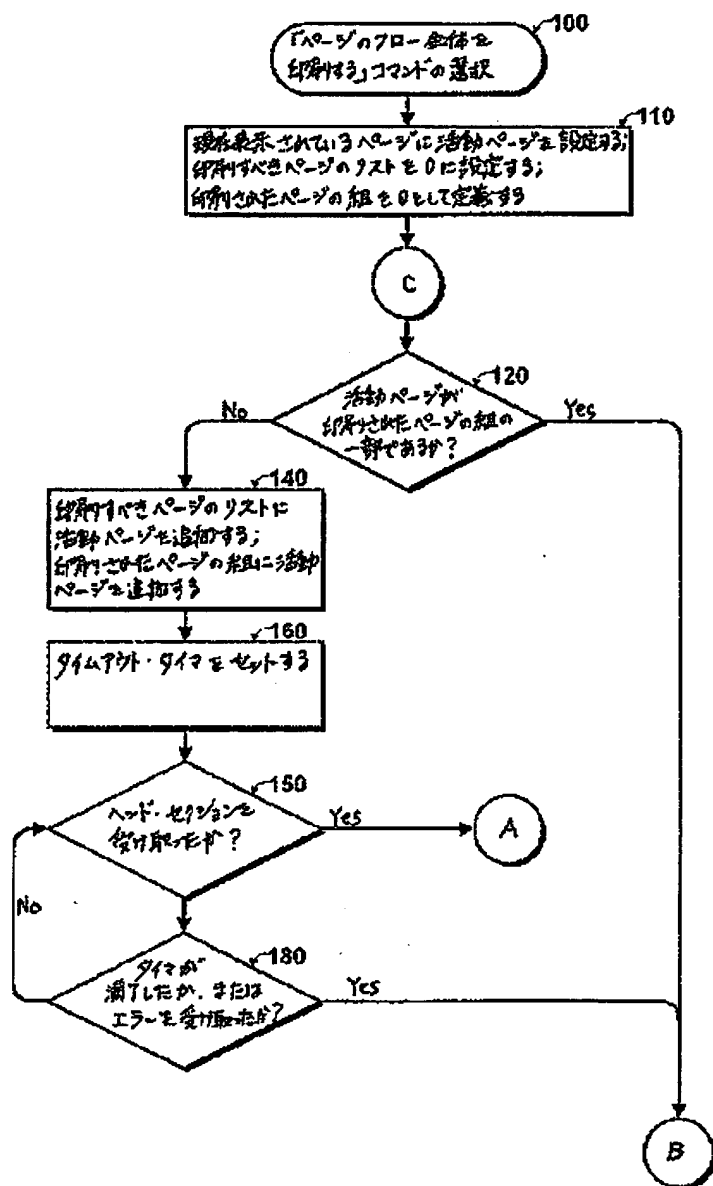 100
「ページのフロー全体を
印刷する」コマンドの選択
110
現在表示されているページに活動ページを設定する;
印刷すべきページのリストを0に設定する;
印刷されたページの組を0として定義する
C
120
活動ページが
印刷されたページの組の
一部であるか?
No
Yes
140
印刷すべきページのリストに
活動ページを追加する;
印刷されたページの組に活動
ページを追加する
160
タイムアウト・タイマをセットする
150
ヘッド・セクションを
受け取ったか?
Yes
A
No
180
タイマが
満了したか、または
エラーを受け取ったか?
Yes
B